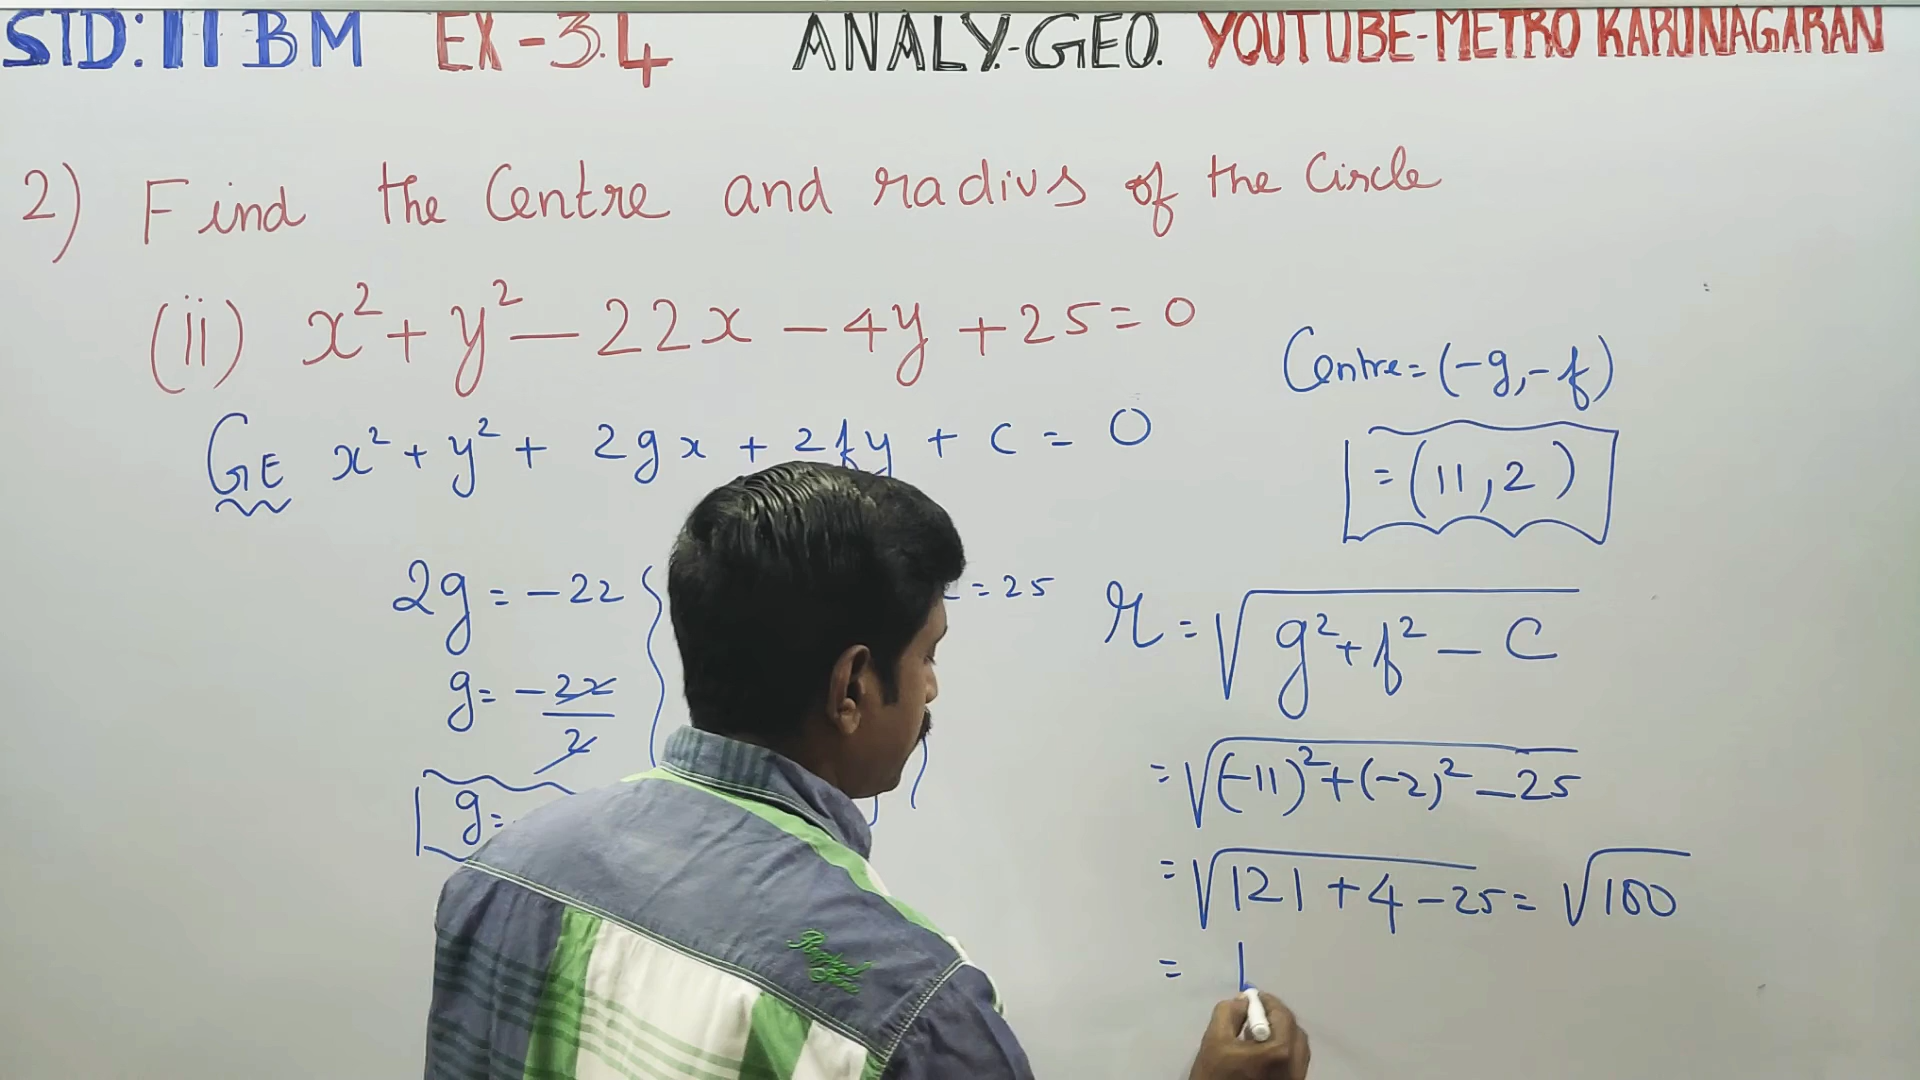 STD: 11 BM EX-3.4 ANALY.-GEO. YOUTUBE-METRO KARUNAGARAN
2) Find the Centre and radius of the Circle
(ii) x² + y² - 22x - 4y + 25 = 0
GE x² + y² + 2gx + 2fy + c = 0
2g = -22
g = -22/2
g =
= 25
Centre = (-g, -f)
= (11, 2)
r = √(g² + f² - c)
= √((-11)² + (-2)² - 25)
= √(121 + 4 - 25) = √100
= 1